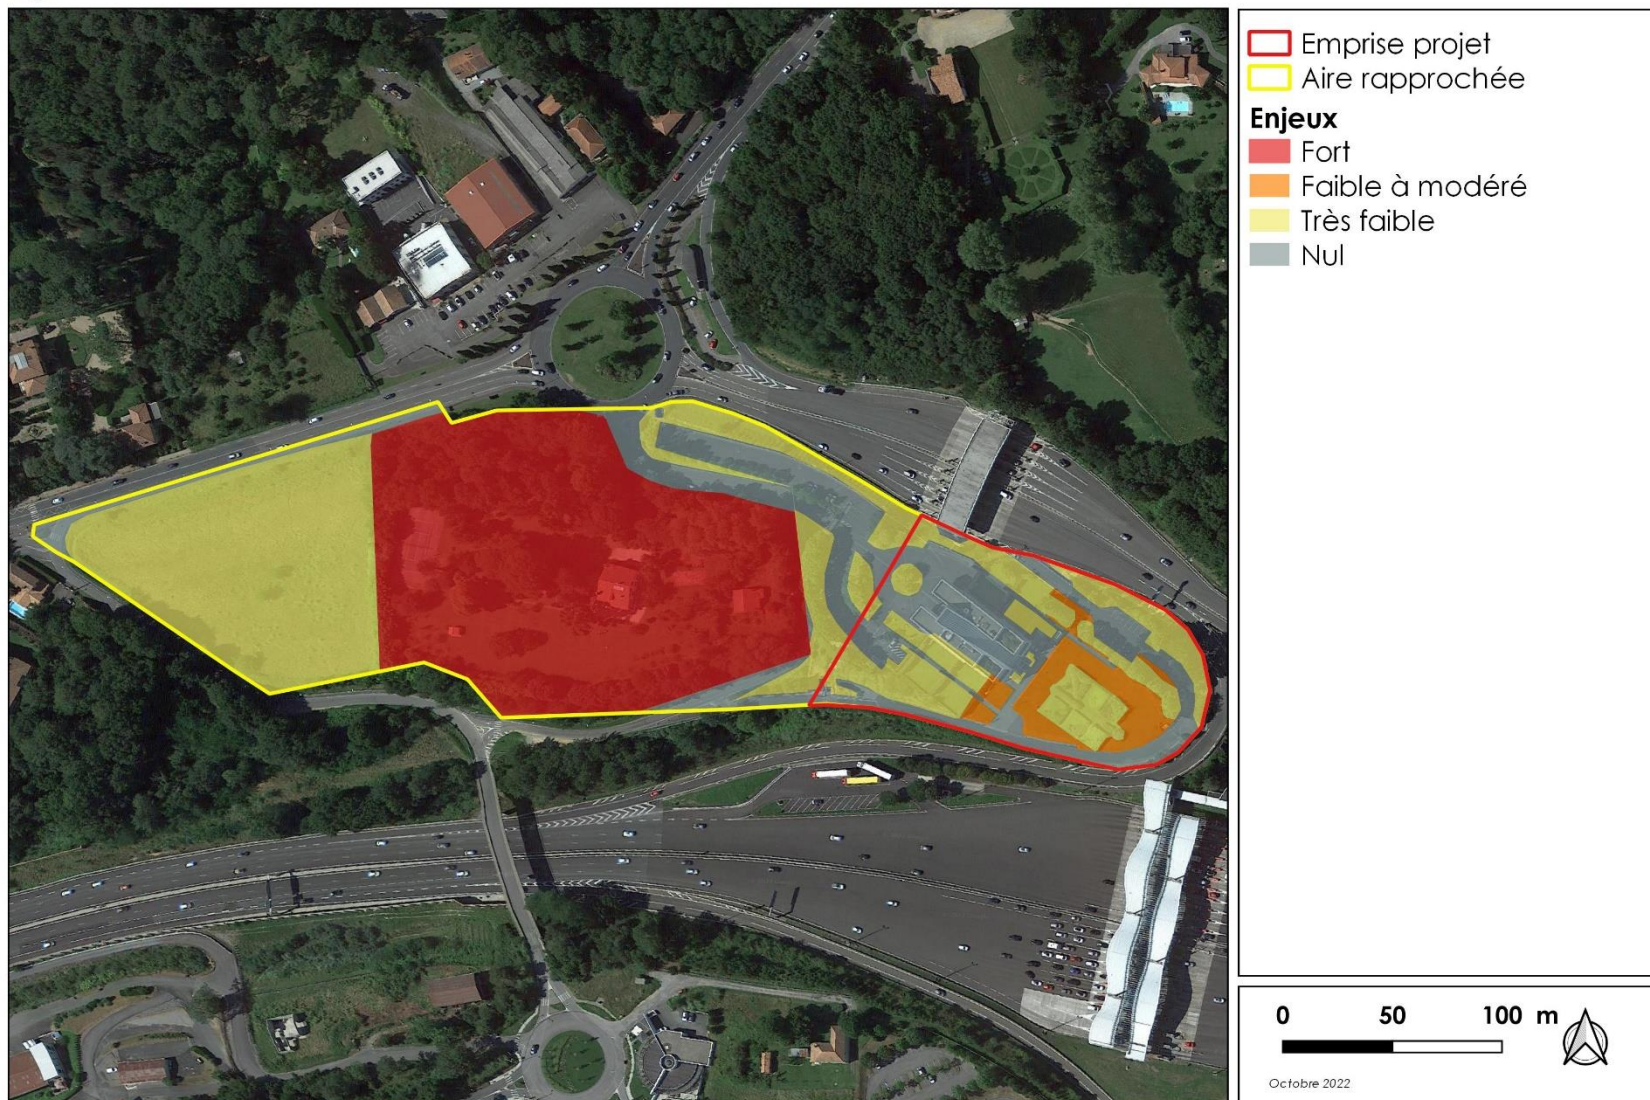 Emprise projet
Aire rapprochée
Enjeux
Fort
Faible à modéré
Très faible
Nul
0 50 100 m
Octobre 2022